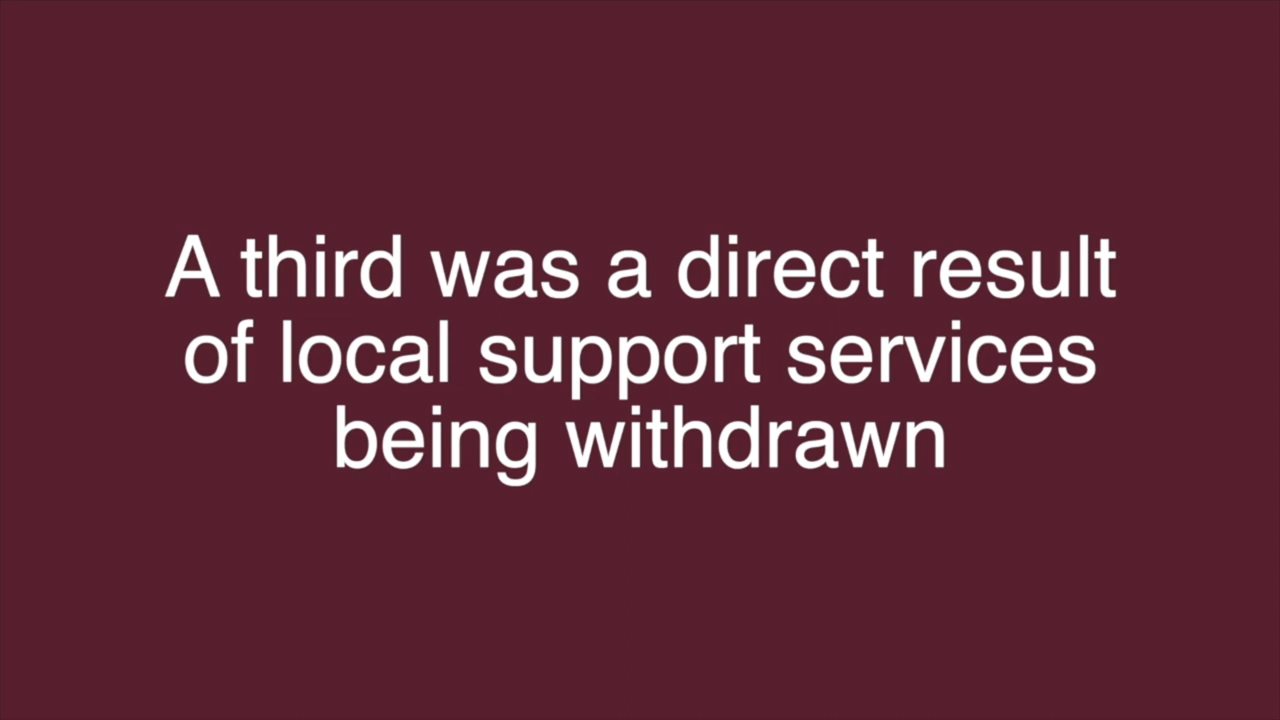 A third was a direct result
of local support services
being withdrawn